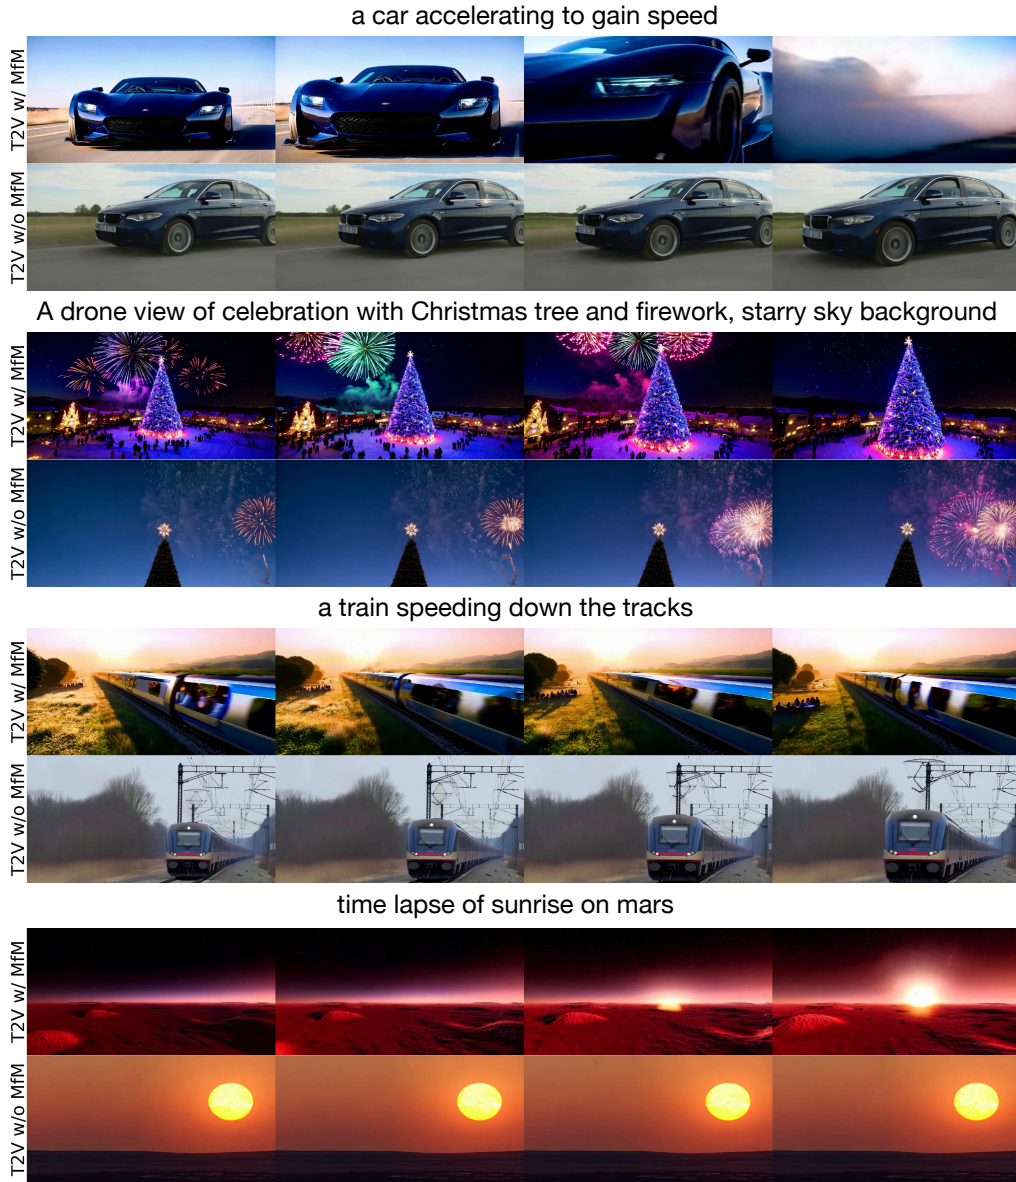 a car accelerating to gain speed
T2V w/ MfM
T2V w/o MfM
A drone view of celebration with Christmas tree and firework, starry sky background
T2V w/ MfM
T2V w/o MfM
a train speeding down the tracks
T2V w/ MfM
T2V w/o MfM
time lapse of sunrise on mars
T2V w/ MfM
T2V w/o MfM